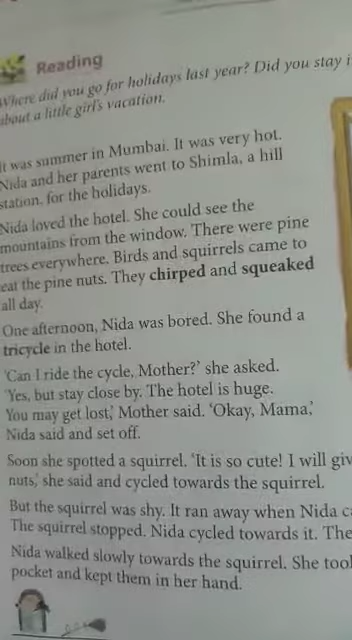 Reading
Where did you go for holidays last year? Did you stay i
about a little girl's vacation.
It was summer in Mumbai. It was very hot.
Nida and her parents went to Shimla, a hill
station, for the holidays.
Nida loved the hotel. She could see the
mountains from the window. There were pine
trees everywhere. Birds and squirrels came to
eat the pine nuts. They chirped and squeaked
all day.
One afternoon, Nida was bored. She found a
tricycle in the hotel.
'Can I ride the cycle, Mother?' she asked.
'Yes, but stay close by. The hotel is huge.
You may get lost,' Mother said. 'Okay, Mama,'
Nida said and set off.
Soon she spotted a squirrel. 'It is so cute! I will giv
nuts,' she said and cycled towards the squirrel.
But the squirrel was shy. It ran away when Nida c
The squirrel stopped. Nida cycled towards it. The
Nida walked slowly towards the squirrel. She too
pocket and kept them in her hand.